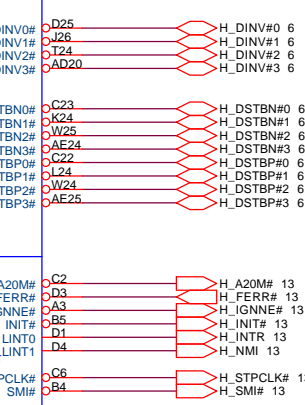 DINV0# D25 H_DINV#0 6
DINV1# J26 H_DINV#1 6
DINV2# T24 H_DINV#2 6
DINV3# AD20 H_DINV#3 6
TBN0# C23 H_DSTBN#0 6
TBN1# K24 H_DSTBN#1 6
TBN2# W25 H_DSTBN#2 6
TBN3# AE24 H_DSTBN#3 6
TBP0# C22 H_DSTBP#0 6
TBP1# L24 H_DSTBP#1 6
TBP2# W24 H_DSTBP#2 6
TBP3# AE25 H_DSTBP#3 6
A20M# C2 H_A20M# 13
FERR# D3 H_FERR# 13
GNNE# A3 H_IGNNE# 13
INIT# B5 H_INIT# 13
LINT0 D1 H_INTR 13
LINT1 D4 H_NMI 13
PCLK# C6 H_STPCLK# 13
SMI# B4 H_SMI# 13